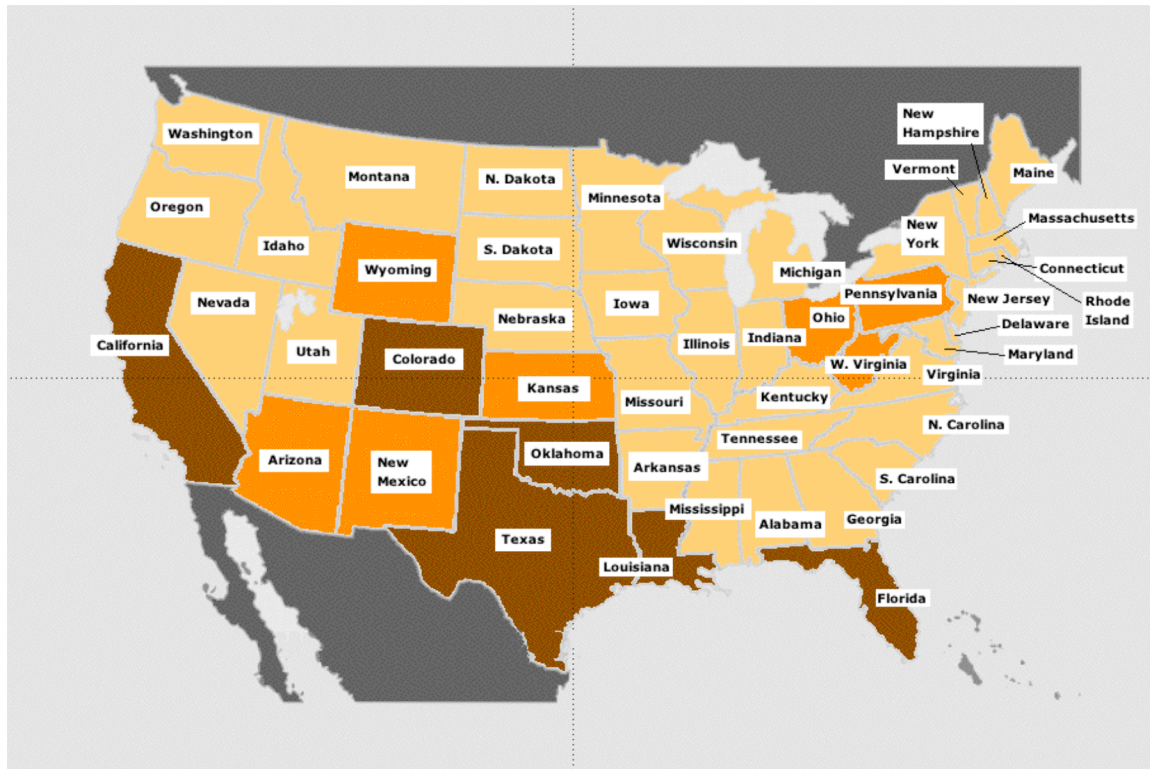 New
Hampshire
Washington
Vermont
Maine
Montana
N. Dakota
Minnesota
Oregon
Massachusetts
New
York
Idaho
S. Dakota
Wisconsin
Wyoming
Michigan
Connecticut
Nevada
Iowa
Pennsylvania
New Jersey
Rhode
Island
Nebraska
Ohio
Delaware
California
Utah
Colorado
Illinois
Indiana
Maryland
W. Virginia
Virginia
Kansas
Missouri
Kentucky
N. Carolina
Tennessee
Oklahoma
Arizona
New
Mexico
Arkansas
S. Carolina
Mississippi
Georgia
Alabama
Texas
Louisiana
Florida